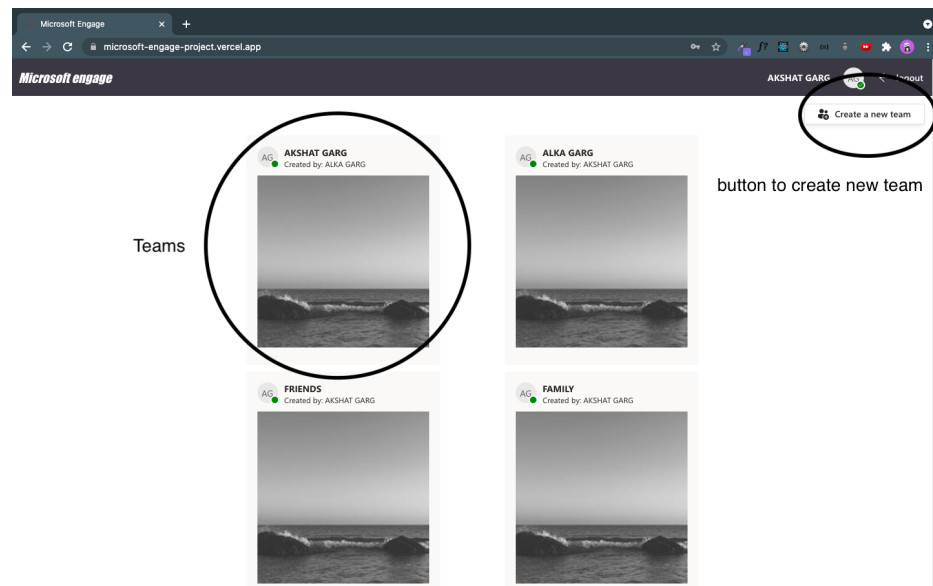 Microsoft Engage
microsoft-engage-project.vercel.app
Microsoft engage
AKSHAT GARG AG logout
Create a new team
button to create new team
Teams
AG AKSHAT GARG
Created by: ALKA GARG
AG ALKA GARG
Created by: AKSHAT GARG
AG FRIENDS
Created by: AKSHAT GARG
AG FAMILY
Created by: AKSHAT GARG